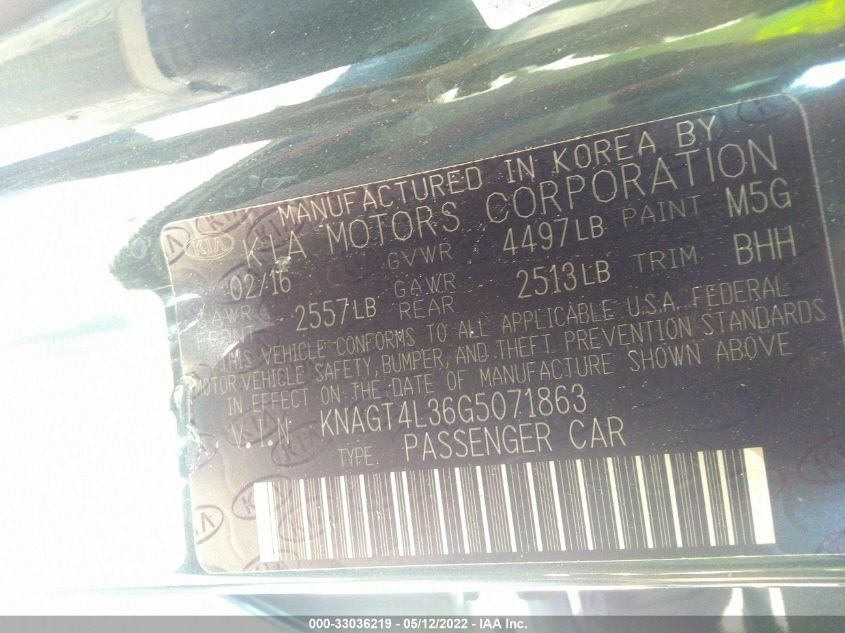 MANUFACTURED IN KOREA BY
KIA MOTORS CORPORATION
02/16 GVWR 4497LB PAINT M5G
GAWR FRONT 2557LB GAWR REAR 2513LB TRIM BHH
THIS VEHICLE CONFORMS TO ALL APPLICABLE U.S.A. FEDERAL
MOTOR VEHICLE SAFETY, BUMPER, AND THEFT PREVENTION STANDARDS
IN EFFECT ON THE DATE OF MANUFACTURE SHOWN ABOVE
V.I.N: KNAGT4L36G5071863
TYPE: PASSENGER CAR
000-33036219 - 05/12/2022 - IAA Inc.